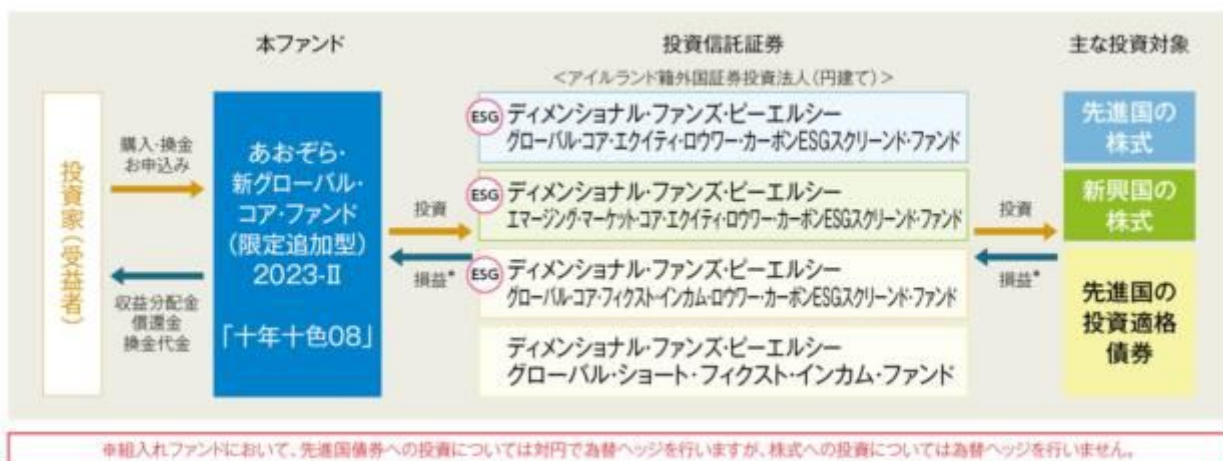 本ファンド
投資信託証券
主な投資対象
<アイルランド籍外国証券投資法人(円建て)>
投資家(受益者)
購入・換金
お申込み
収益分配金
償還金
換金代金
あおぞら・
新グローバル・
コア・ファンド
(限定追加型)
2023-II
「十年十色08」
投資
損益*
ESG
ディメンショナル・ファンズ・ピーエルシー
グローバル・コア・エクイティ・ロウワー・カーボンESGスクリーンド・ファンド
ESG
ディメンショナル・ファンズ・ピーエルシー
エマージング・マーケット・コア・エクイティ・ロウワー・カーボンESGスクリーンド・ファンド
ESG
ディメンショナル・ファンズ・ピーエルシー
グローバル・コア・フィクスト・インカム・ロウワー・カーボンESGスクリーンド・ファンド
ディメンショナル・ファンズ・ピーエルシー
グローバル・ショート・フィクスト・インカム・ファンド
投資
損益*
先進国の
株式
新興国の
株式
先進国の
投資適格
債券
※組入れファンドにおいて、先進国債券への投資については対円で為替ヘッジを行いますが、株式への投資については為替ヘッジを行いません。